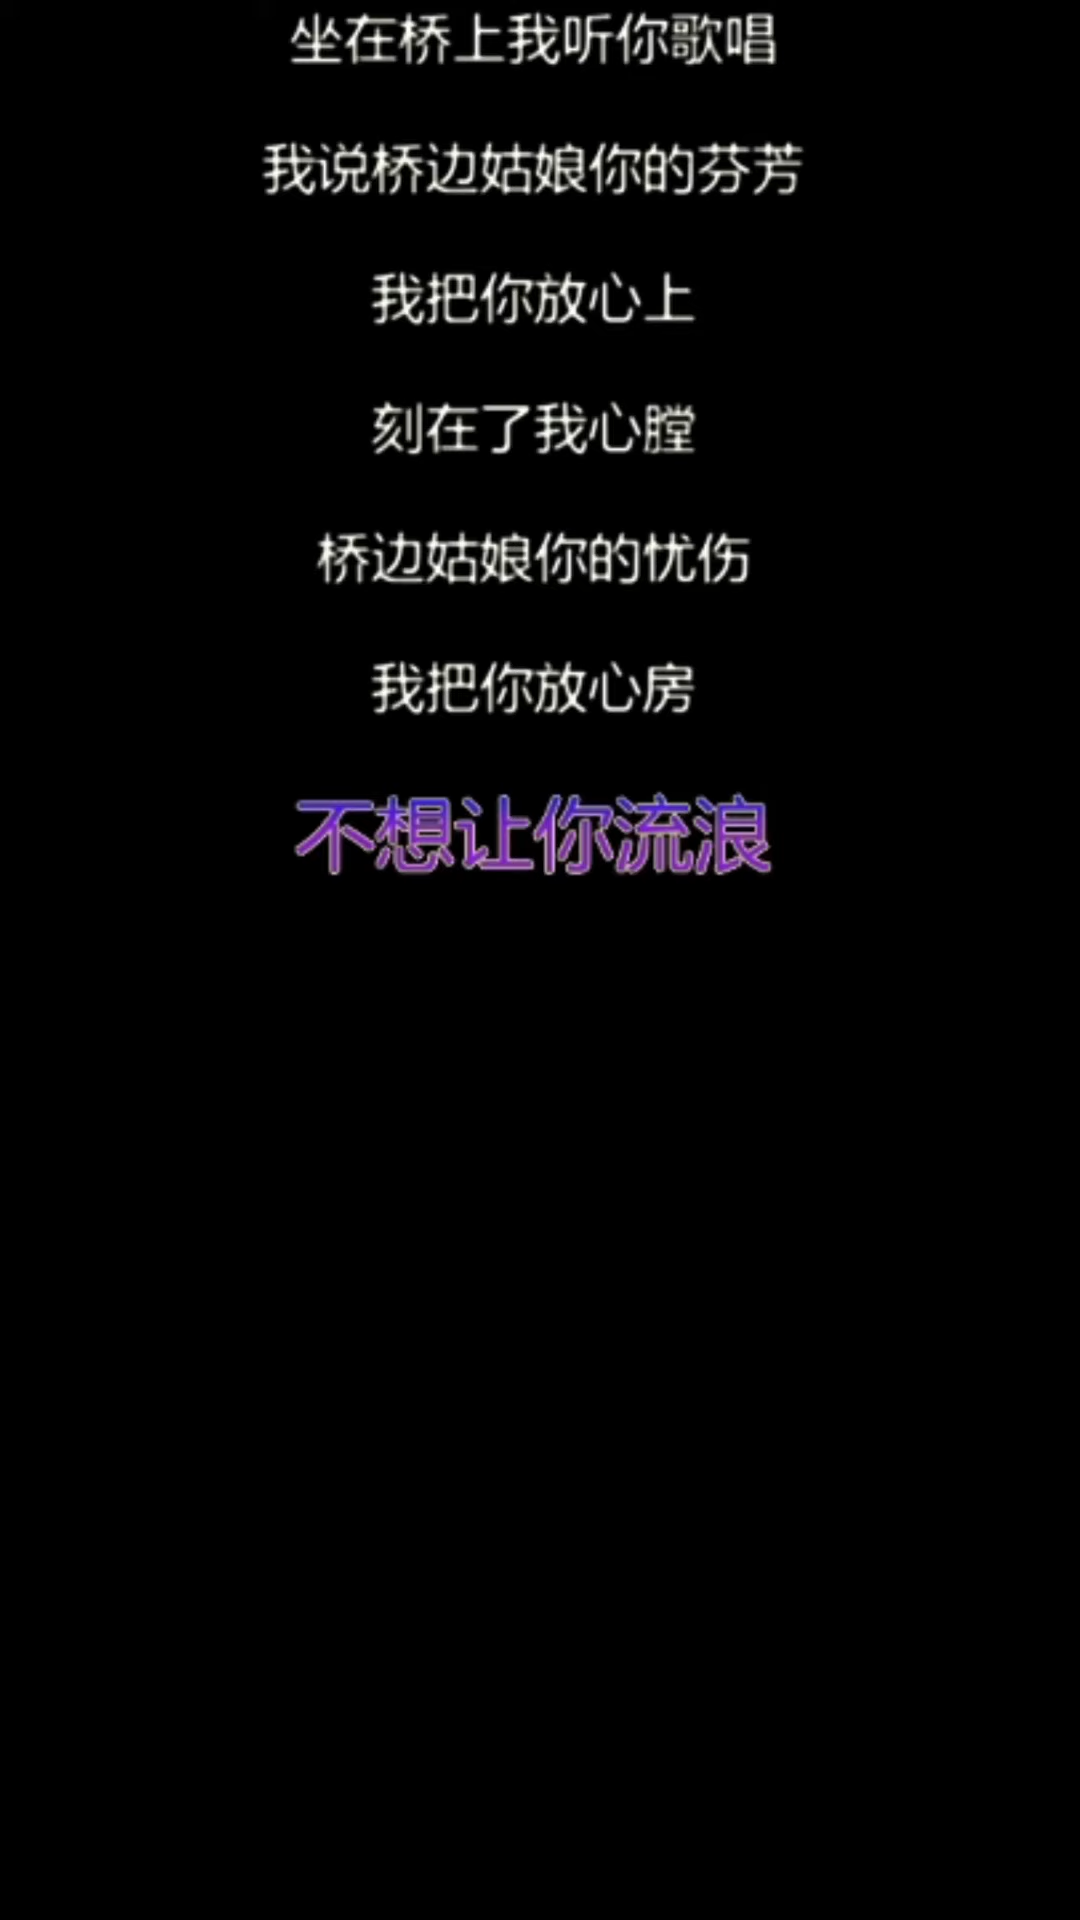 坐在桥上我听你歌唱
我说桥边姑娘你的芬芳
我把你放心上
刻在了我心膛
桥边姑娘你的忧伤
我把你放心房
不想让你流浪